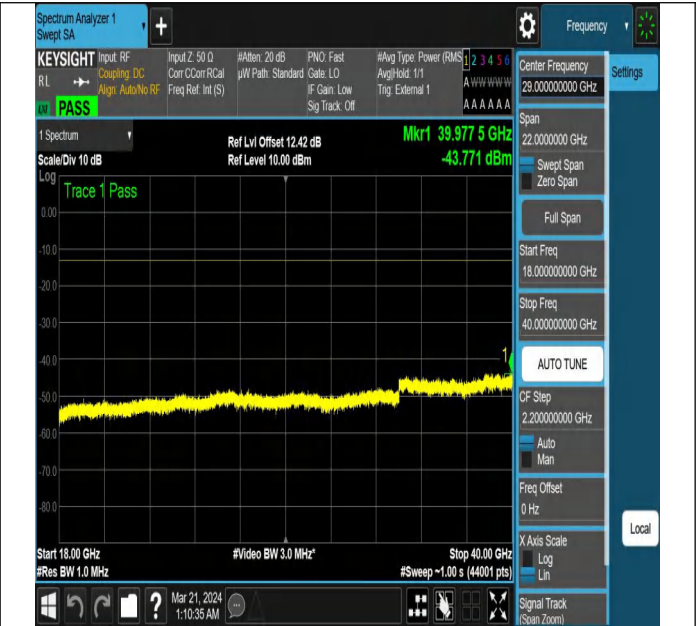 Spectrum Analyzer 1
Swept SA
+
Frequency
KEYSIGHT
RL
PASS
Input: RF
Coupling: DC
Align: Auto/No RF
Input Z: 50 Ω
Corr CCorr RCal
Freq Ref: Int (S)
#Atten: 20 dB
µW Path: Standard
PNO: Fast
Gate: LO
IF Gain: Low
Sig Track: Off
#Avg Type: Power (RMS
Avg|Hold: 1/1
Trig: External 1
1 2 3 4 5 6
A W W W W W
A A A A A A
1 Spectrum
Scale/Div 10 dB
Ref Lvl Offset 12.42 dB
Ref Level 10.00 dBm
Mkr1 39.977 5 GHz
-43.771 dBm
Log
Trace 1 Pass
0.00
-10.0
-20.0
-30.0
-40.0
-50.0
-60.0
-70.0
-80.0
1
Start 18.00 GHz
#Res BW 1.0 MHz
#Video BW 3.0 MHz*
Stop 40.00 GHz
#Sweep ~1.00 s (44001 pts)
Mar 21, 2024
1:10:35 AM
?
Center Frequency
29.000000000 GHz
Span
22.0000000 GHz
Swept Span
Zero Span
Full Span
Start Freq
18.000000000 GHz
Stop Freq
40.000000000 GHz
AUTO TUNE
CF Step
2.200000000 GHz
Auto
Man
Freq Offset
0 Hz
X Axis Scale
Log
Lin
Signal Track
(Span Zoom)
Settings
Local